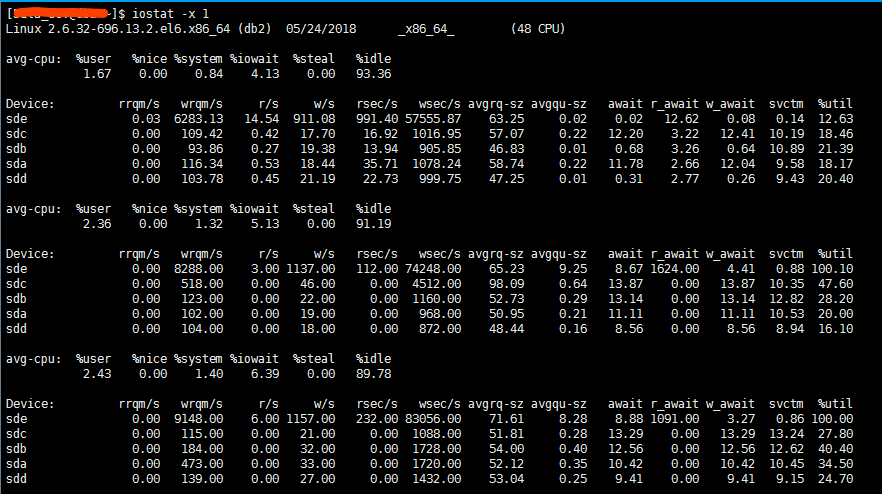 ~]$ iostat -x 1
Linux 2.6.32-696.13.2.el6.x86_64 (db2) 05/24/2018 _x86_64_ (48 CPU)
avg-cpu: %user %nice %system %iowait %steal %idle
1.67 0.00 0.84 4.13 0.00 93.36
Device: rrqm/s wrqm/s r/s w/s rsec/s wsec/s avgrq-sz avgqu-sz await r_await w_await svctm %util
sde 0.03 6283.13 14.54 911.08 991.40 57555.87 63.25 0.02 0.02 12.62 0.08 0.14 12.63
sdc 0.00 109.42 0.42 17.70 16.92 1016.95 57.07 0.22 12.20 3.22 12.41 10.19 18.46
sdb 0.00 93.86 0.27 19.38 13.94 905.85 46.83 0.01 0.68 3.26 0.64 10.89 21.39
sda 0.00 116.34 0.53 18.44 35.71 1078.24 58.74 0.22 11.78 2.66 12.04 9.58 18.17
sdd 0.00 103.78 0.45 21.19 22.73 999.75 47.25 0.01 0.31 2.77 0.26 9.43 20.40
avg-cpu: %user %nice %system %iowait %steal %idle
2.36 0.00 1.32 5.13 0.00 91.19
Device: rrqm/s wrqm/s r/s w/s rsec/s wsec/s avgrq-sz avgqu-sz await r_await w_await svctm %util
sde 0.00 8288.00 3.00 1137.00 112.00 74248.00 65.23 9.25 8.67 1624.00 4.41 0.88 100.10
sdc 0.00 518.00 0.00 46.00 0.00 4512.00 98.09 0.64 13.87 0.00 13.87 10.35 47.60
sdb 0.00 123.00 0.00 22.00 0.00 1160.00 52.73 0.29 13.14 0.00 13.14 12.82 28.20
sda 0.00 102.00 0.00 19.00 0.00 968.00 50.95 0.21 11.11 0.00 11.11 10.53 20.00
sdd 0.00 104.00 0.00 18.00 0.00 872.00 48.44 0.16 8.56 0.00 8.56 8.94 16.10
avg-cpu: %user %nice %system %iowait %steal %idle
2.43 0.00 1.40 6.39 0.00 89.78
Device: rrqm/s wrqm/s r/s w/s rsec/s wsec/s avgrq-sz avgqu-sz await r_await w_await svctm %util
sde 0.00 9148.00 6.00 1157.00 232.00 83056.00 71.61 8.28 8.88 1091.00 3.27 0.86 100.00
sdc 0.00 115.00 0.00 21.00 0.00 1088.00 51.81 0.28 13.29 0.00 13.29 13.24 27.80
sdb 0.00 184.00 0.00 32.00 0.00 1728.00 54.00 0.40 12.56 0.00 12.56 12.62 40.40
sda 0.00 473.00 0.00 33.00 0.00 1720.00 52.12 0.35 10.42 0.00 10.42 10.45 34.50
sdd 0.00 139.00 0.00 27.00 0.00 1432.00 53.04 0.25 9.41 0.00 9.41 9.15 24.70